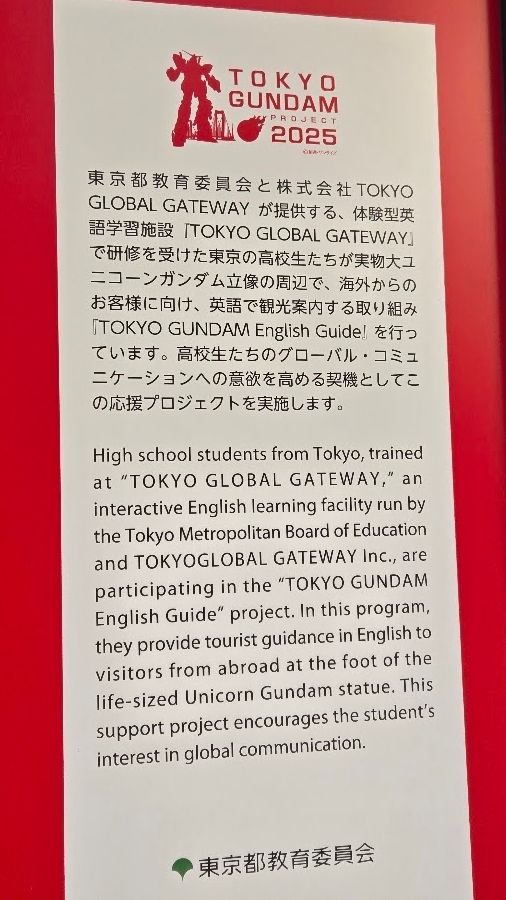 TOKYO
GUNDAM
PROJECT
2025
東京都教育委員会と株式会社TOKYO
GLOBAL GATEWAY が提供する、体験型英
語学習施設『TOKYO GLOBAL GATEWAY』
で研修を受けた東京の高校生たちが実物大ユ
ニコーンガンダム立像の周辺で、海外からの
お客様に向け、英語で観光案内する取り組み
『TOKYO GUNDAM English Guide』を行っ
ています。高校生たちのグローバル・コミュ
ニケーションへの意欲を高める契機としてこ
の応援プロジェクトを実施します。
High school students from Tokyo, trained
at “TOKYO GLOBAL GATEWAY,” an
interactive English learning facility run by
the Tokyo Metropolitan Board of Education
and TOKYOGLOBAL GATEWAY Inc., are
participating in the “TOKYO GUNDAM
English Guide” project. In this program,
they provide tourist guidance in English to
visitors from abroad at the foot of the
life-sized Unicorn Gundam statue. This
support project encourages the student’s
interest in global communication.
東京都教育委員会